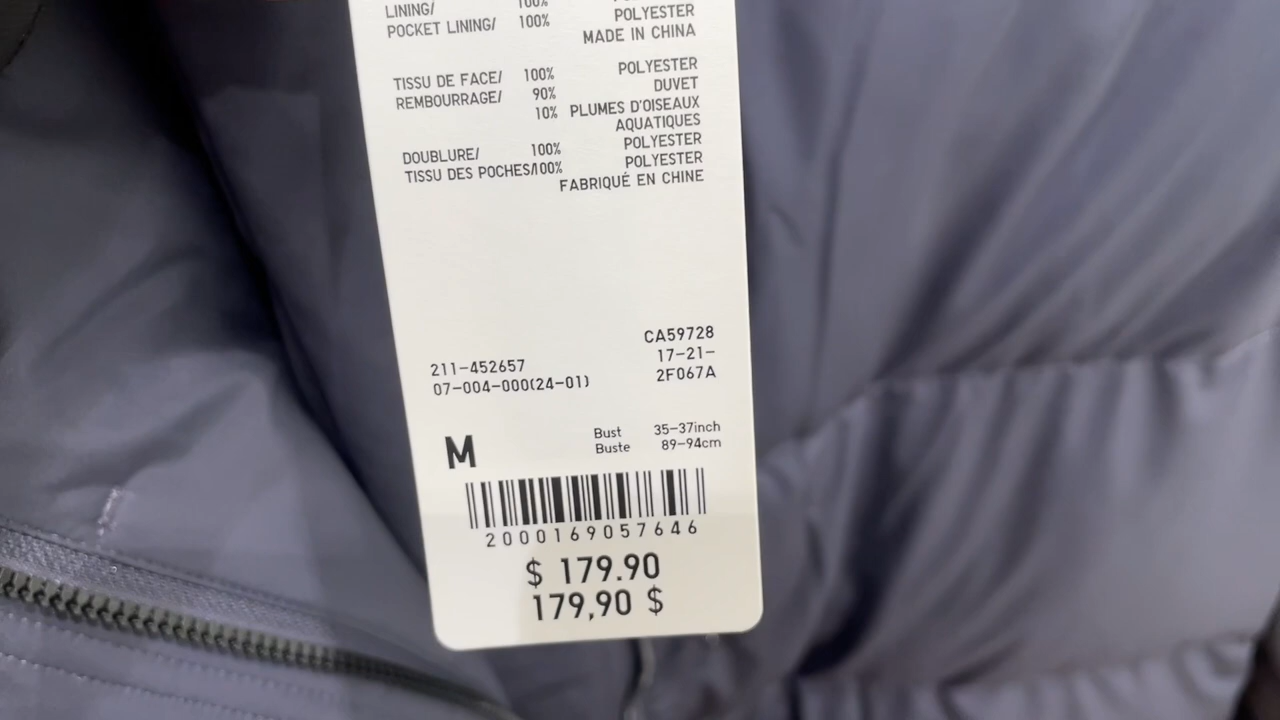 LINING/ 100%
POCKET LINING/ 100% POLYESTER
MADE IN CHINA
TISSU DE FACE/ 100% POLYESTER
REMBOURRAGE/ 90% DUVET
10% PLUMES D'OISEAUX
AQUATIQUES
DOUBLURE/ 100% POLYESTER
TISSU DES POCHES/100% POLYESTER
FABRIQUÉ EN CHINE
CA59728
211-452657 17-21-
07-004-000(24-01) 2F067A
M
Bust 35-37inch
Buste 89-94cm
2000169057646
$ 179.90
179,90 $